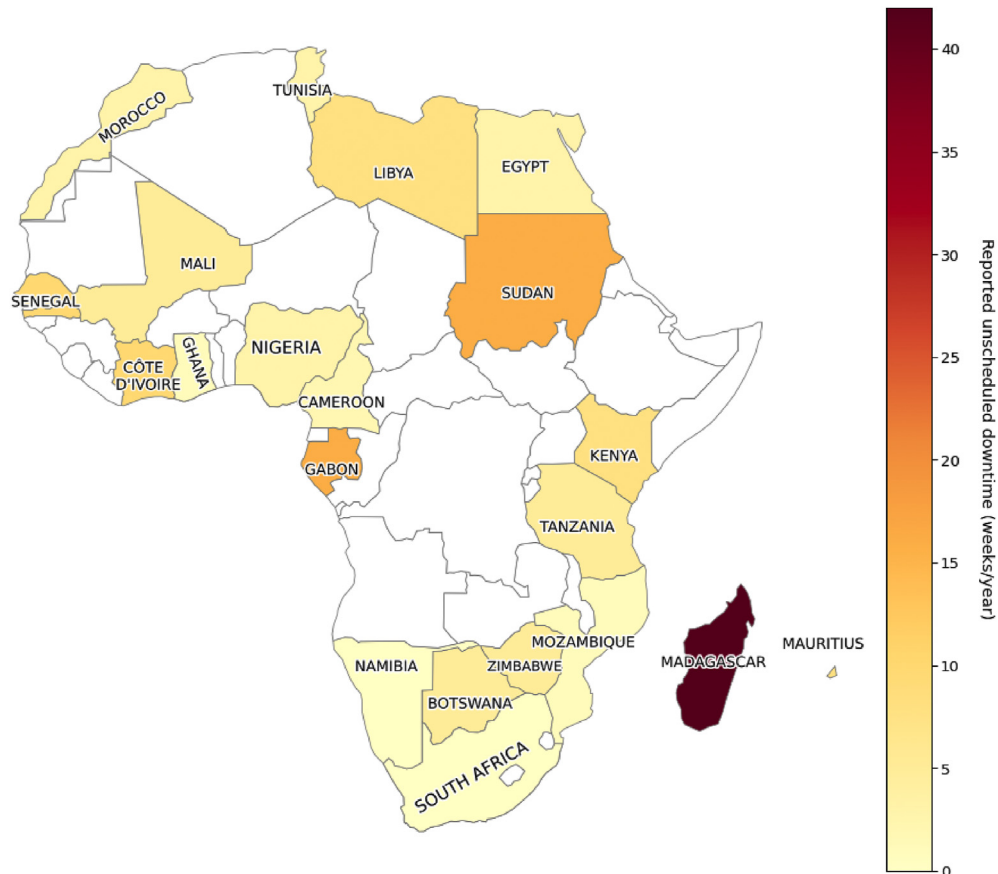 TUNISIA
MOROCCO
LIBYA
EGYPT
MALI
SENEGAL
SUDAN
CÔTE
D'IVOIRE
GHANA
NIGERIA
CAMEROON
GABON
KENYA
TANZANIA
MOZAMBIQUE
MAURITIUS
NAMIBIA
ZIMBABWE
MADAGASCAR
BOTSWANA
SOUTH AFRICA
40
35
30
25
20
15
10
5
0
Reported unscheduled downtime (weeks/year)